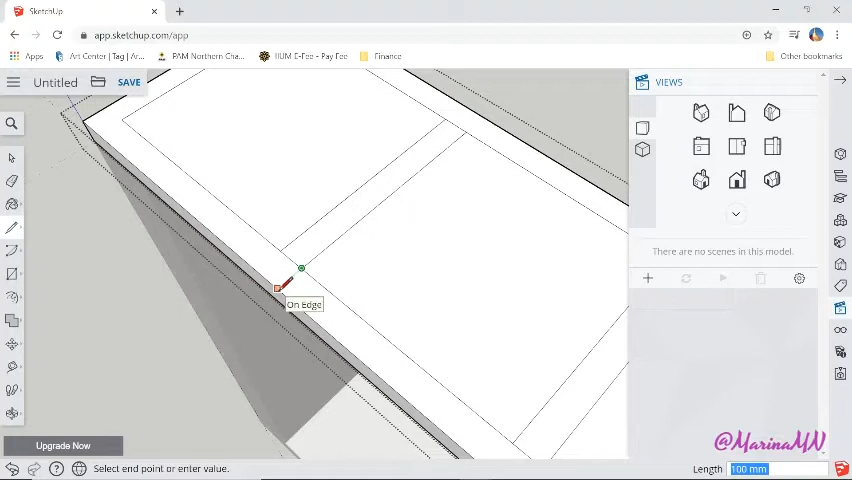 SketchUp
app.sketchup.com/app
Apps
Art Center | Tag | Ar...
PAM Northern Cha...
HUM E-Fee - Pay Fee
Finance
Other bookmarks
Untitled
SAVE
VIEWS
There are no scenes in this model.
On Edge
Upgrade Now
@MarinaMN
Select end point or enter value.
Length
100 mm